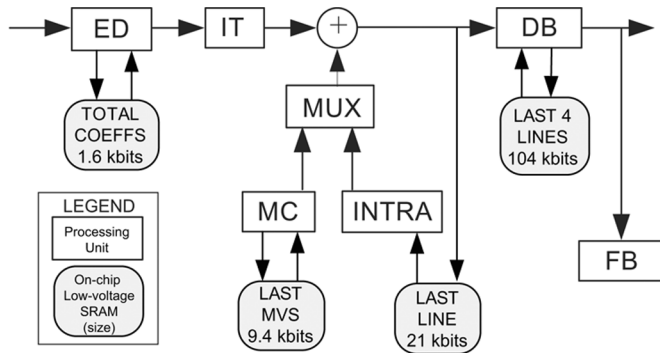 ED
IT
+
DB
TOTAL
COEFFS
1.6 kbits
MUX
LAST 4
LINES
104 kbits
LEGEND
Processing
Unit
On-chip
Low-voltage
SRAM
(size)
MC
INTRA
FB
LAST
MVS
9.4 kbits
LAST
LINE
21 kbits